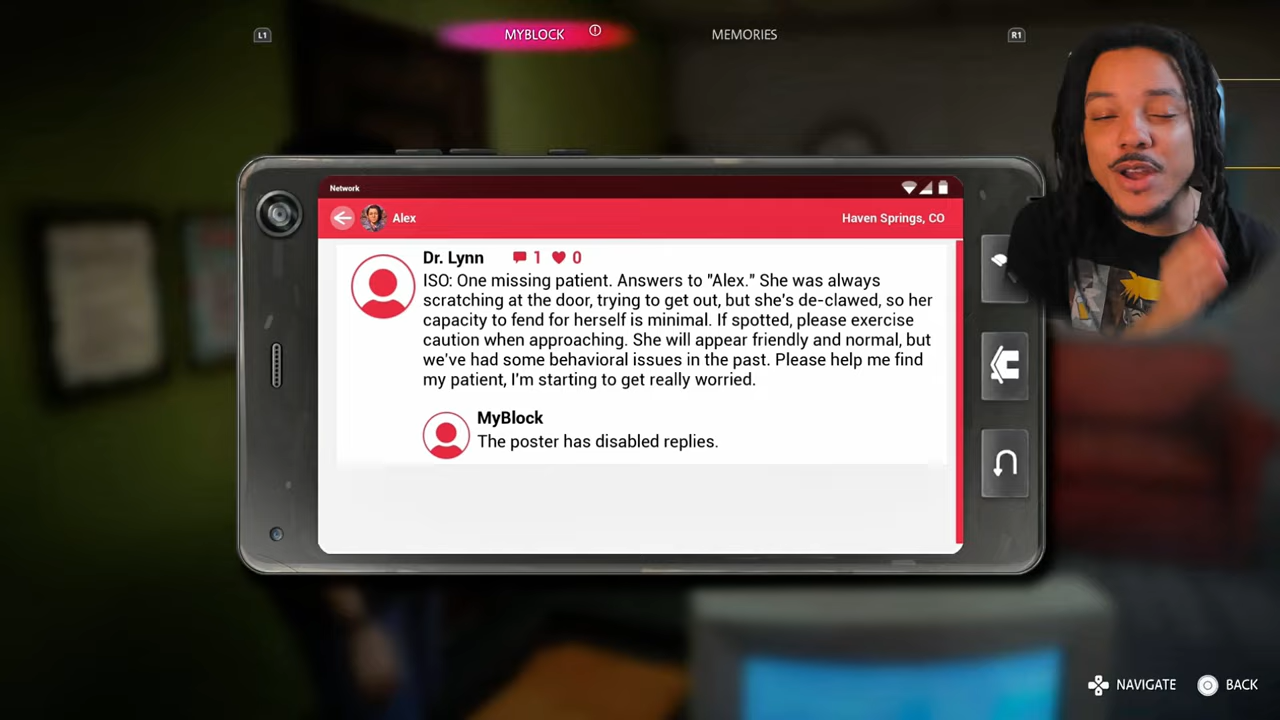 L1 MYBLOCK MEMORIES R1
Network
Alex Haven Springs, CO
Dr. Lynn 1 0
ISO: One missing patient. Answers to "Alex." She was always
scratching at the door, trying to get out, but she's de-clawed, so her
capacity to fend for herself is minimal. If spotted, please exercise
caution when approaching. She will appear friendly and normal, but
we've had some behavioral issues in the past. Please help me find
my patient, I'm starting to get really worried.
MyBlock
The poster has disabled replies.
NAVIGATE BACK